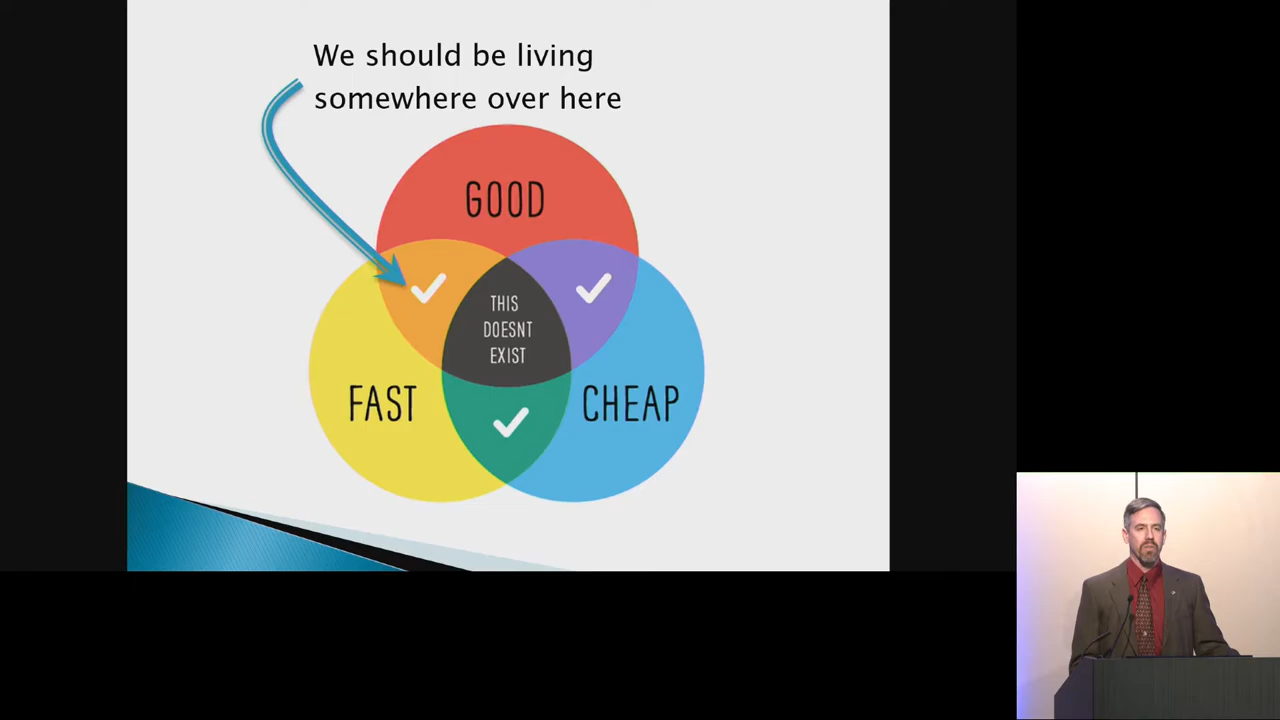 We should be living
somewhere over here
GOOD
THIS
DOESNT
EXIST
FAST
CHEAP